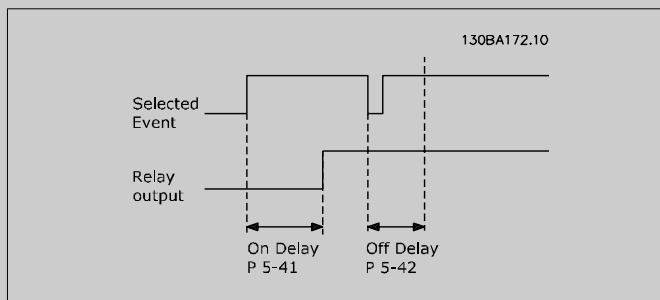 130BA172.10
Selected
Event
Relay
output
On Delay
P 5-41
Off Delay
P 5-42